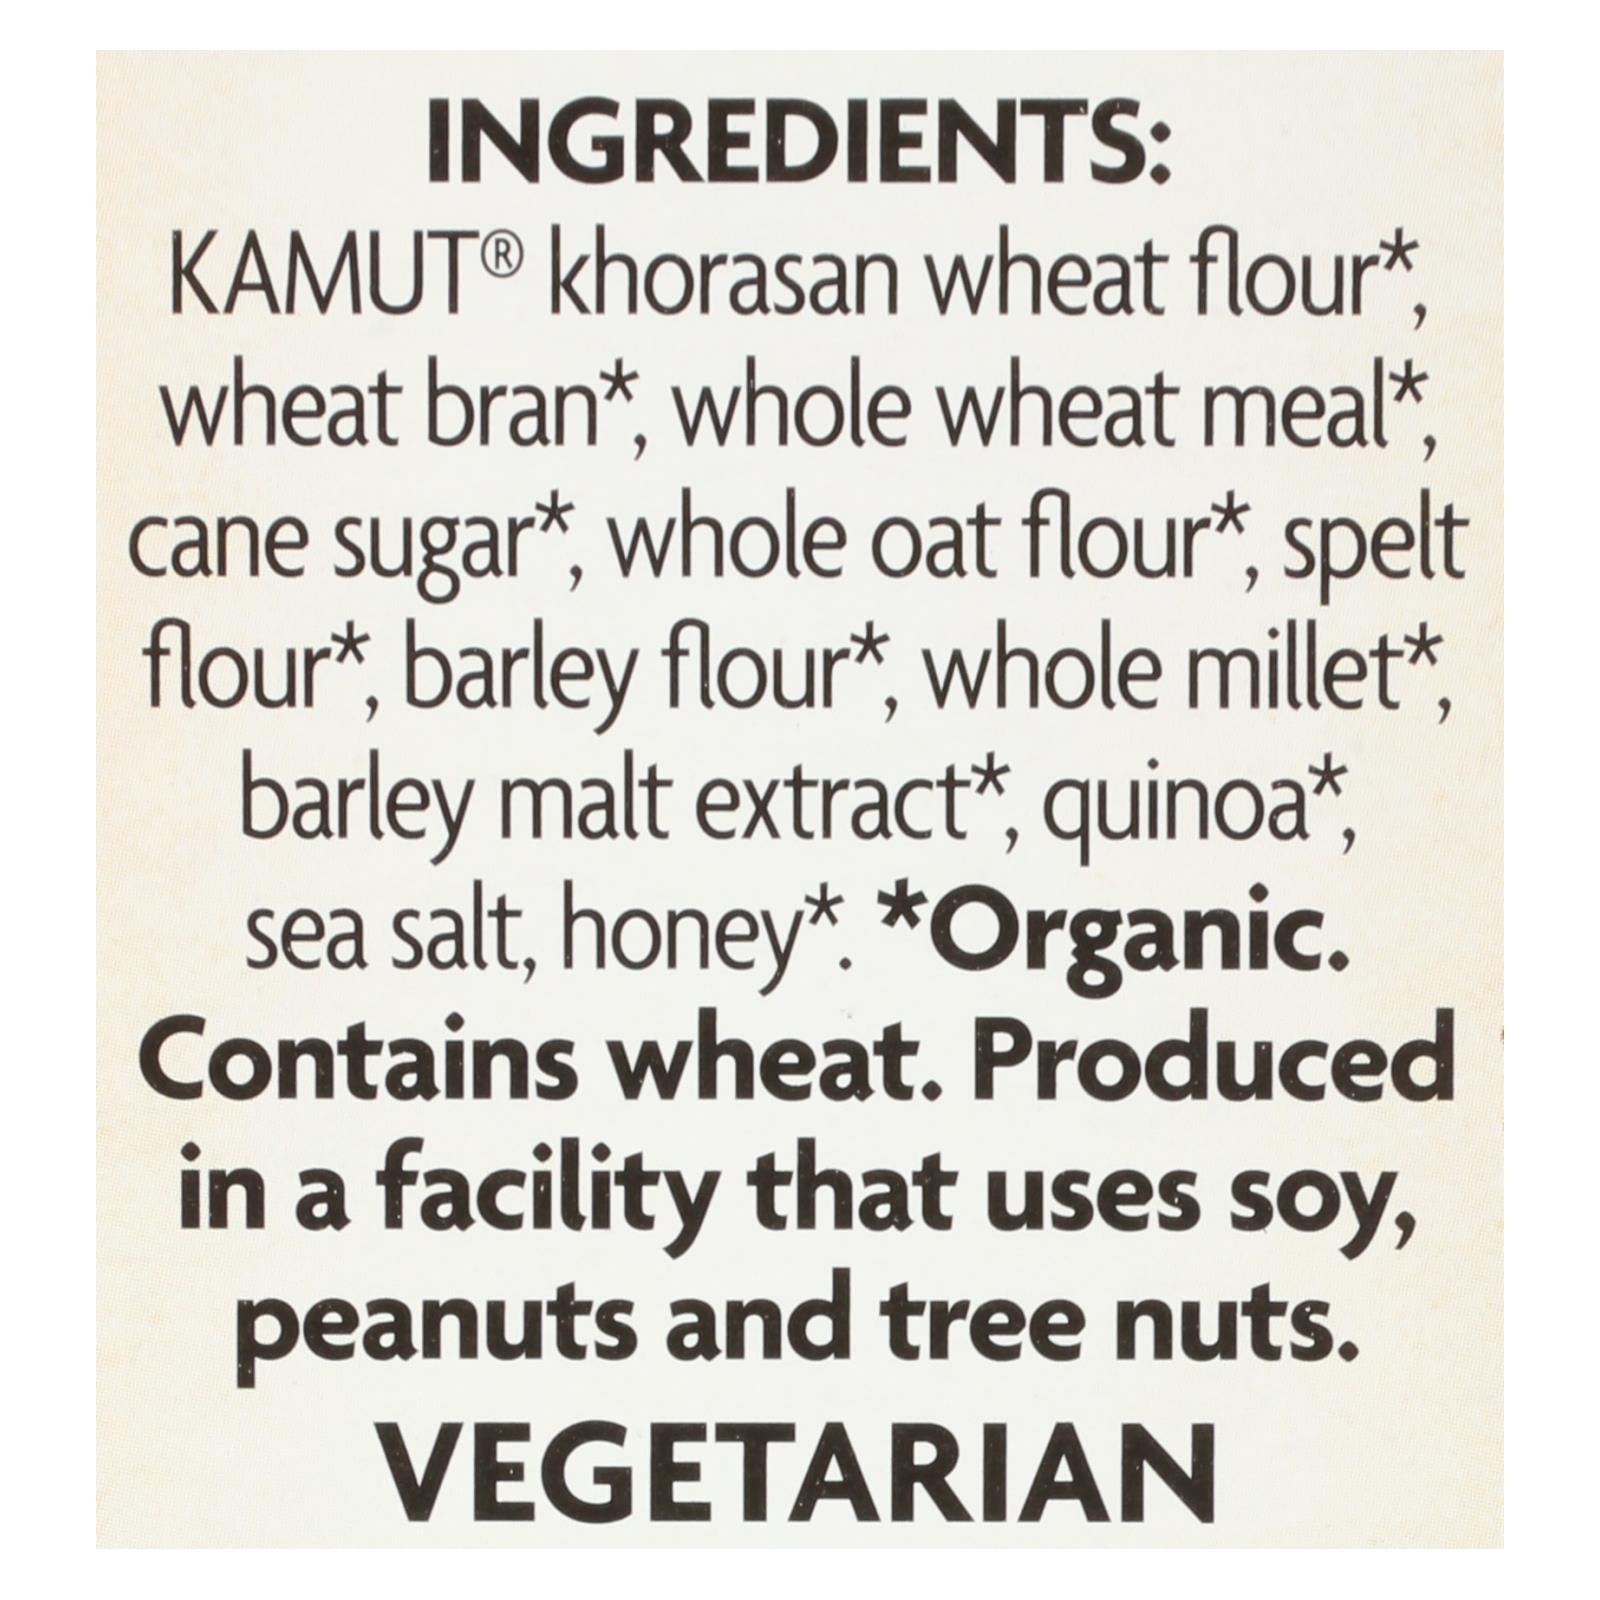 INGREDIENTS:
KAMUT® khorasan wheat flour*,
wheat bran*, whole wheat meal*,
cane sugar*, whole oat flour*, spelt
flour*, barley flour*, whole millet*,
barley malt extract*, quinoa*,
sea salt, honey*. *Organic.
Contains wheat. Produced
in a facility that uses soy,
peanuts and tree nuts.
VEGETARIAN